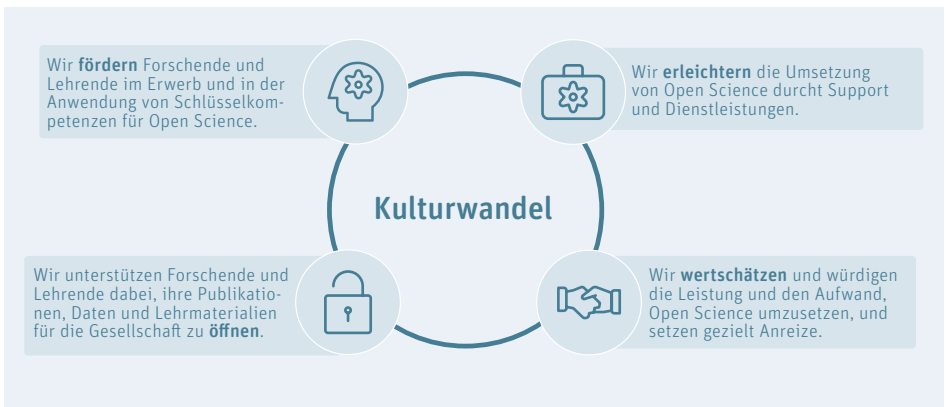 Wir fördern Forschende und
Lehrende im Erwerb und in der
Anwendung von Schlüsselkom-
petenzen für Open Science.
Wir erleichtern die Umsetzung
von Open Science durcht Support
und Dienstleistungen.
Kulturwandel
Wir unterstützen Forschende und
Lehrende dabei, ihre Publikatio-
nen, Daten und Lehrmaterialien
für die Gesellschaft zu öffnen.
Wir wertschätzen und würdigen
die Leistung und den Aufwand,
Open Science umzusetzen, und
setzen gezielt Anreize.